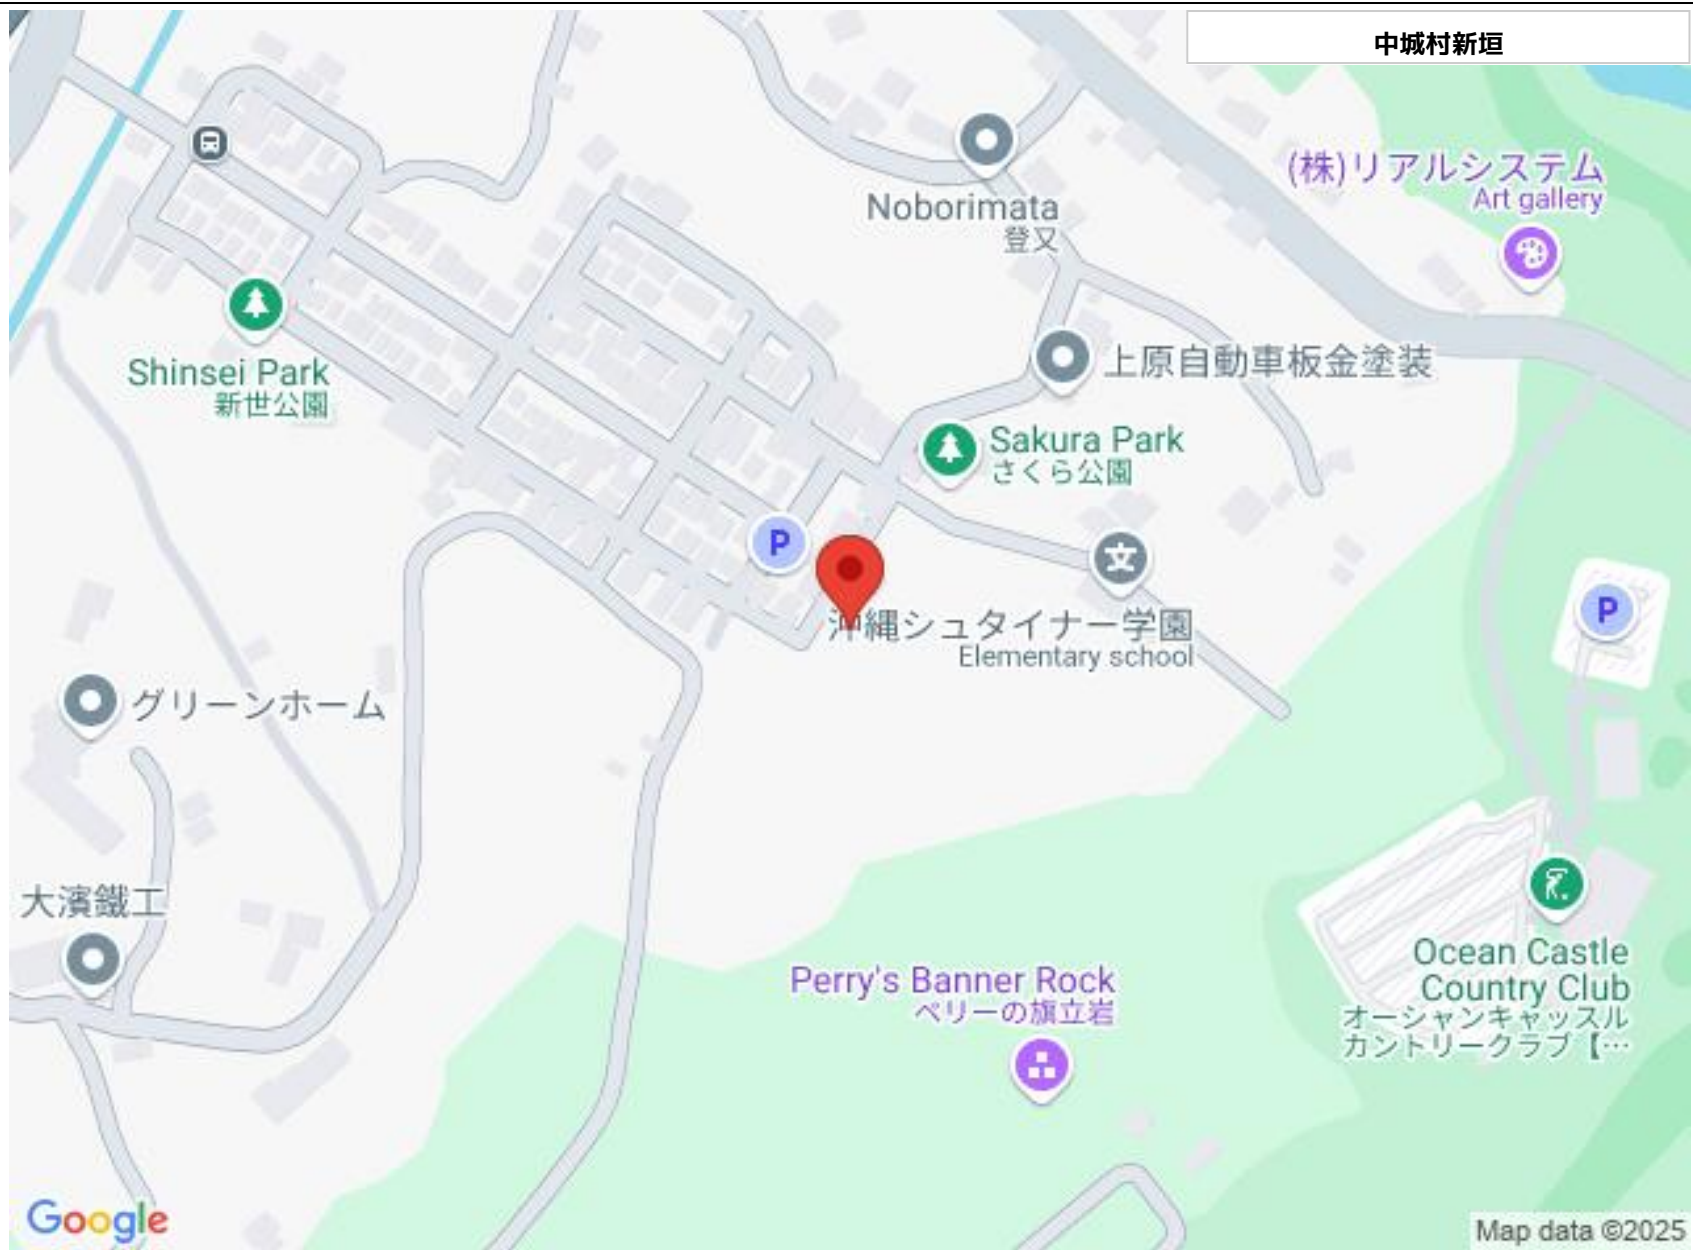 中城村新垣
(株)リアルシステム
Art gallery
Noborimata
登又
上原自動車板金塗装
Shinsei Park
新世公園
Sakura Park
さくら公園
P
文
沖縄シュタイナー学園
Elementary school
P
グリーンホーム
大濱鐵工
Perry's Banner Rock
ペリーの旗立岩
Ocean Castle
Country Club
オーシャンキャッスル
カントリークラブ【…
Google
Map data ©2025